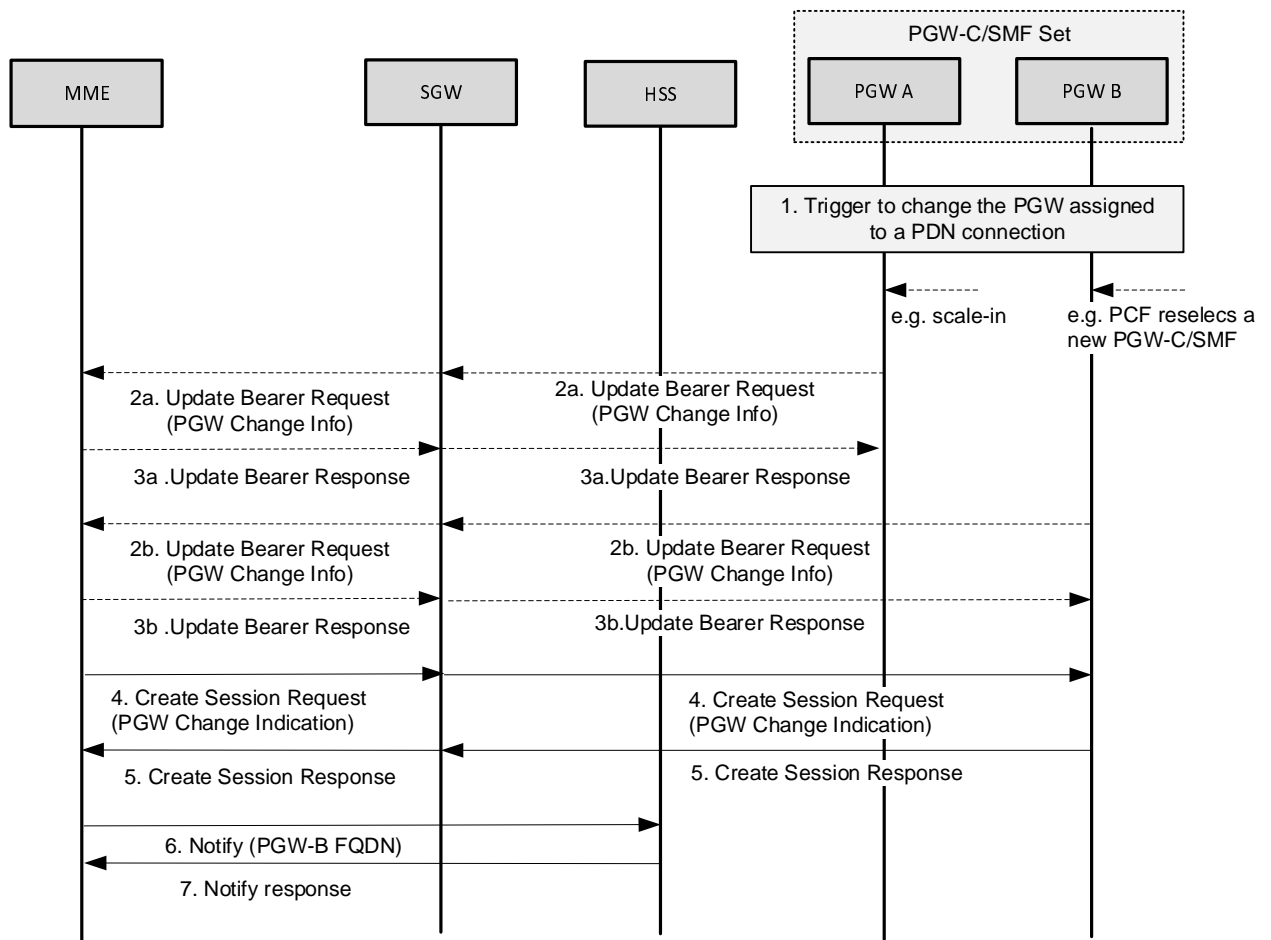 PGW-C/SMF Set
MME
SGW
HSS
PGW A
PGW B
1. Trigger to change the PGW assigned
to a PDN connection
e.g. scale-in
e.g. PCF reselecs a
new PGW-C/SMF
2a. Update Bearer Request
(PGW Change Info)
2a. Update Bearer Request
(PGW Change Info)
3a .Update Bearer Response
3a.Update Bearer Response
2b. Update Bearer Request
(PGW Change Info)
2b. Update Bearer Request
(PGW Change Info)
3b .Update Bearer Response
3b.Update Bearer Response
4. Create Session Request
(PGW Change Indication)
4. Create Session Request
(PGW Change Indication)
5. Create Session Response
5. Create Session Response
6. Notify (PGW-B FQDN)
7. Notify response